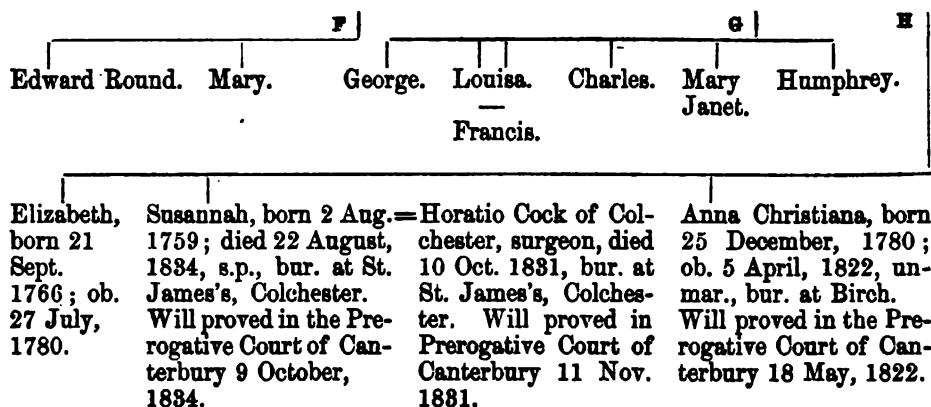 F G H
Edward Round. Mary. George. Louisa. Charles. Mary Janet. Humphrey.
—
Francis.
Elizabeth,
born 21
Sept.
1766; ob.
27 July,
1780.
Susannah, born 2 Aug.=
1759; died 22 August,
1834, s.p., bur. at St.
James's, Colchester.
Will proved in the Pre-
rogative Court of Can-
terbury 9 October,
1834.
Horatio Cock of Col-
chester, surgeon, died
10 Oct. 1831, bur. at
St. James's, Colches-
ter. Will proved in
Prerogative Court of
Canterbury 11 Nov.
1831.
Anna Christiana, born
25 December, 1780;
ob. 5 April, 1822, un-
mar., bur. at Birch.
Will proved in the Pre-
rogative Court of Can-
terbury 18 May, 1822.